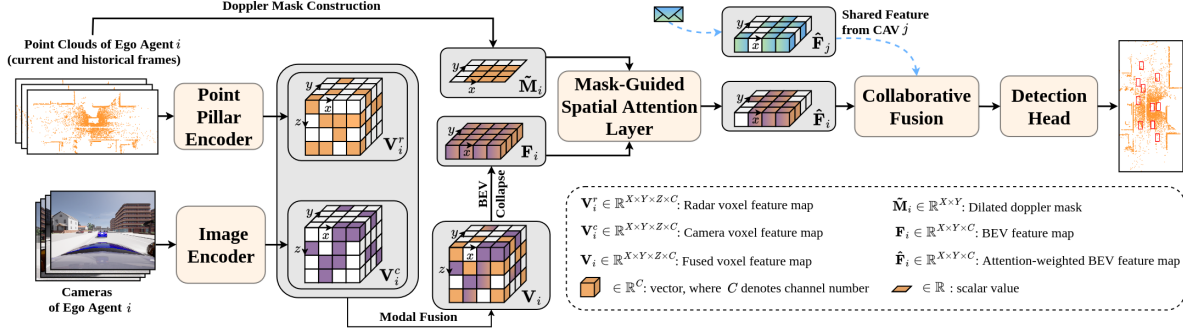 Doppler Mask Construction
Point Clouds of Ego Agent i
(current and historical frames)
Point
Pillar
Encoder
x
y
z
V_i^r
Cameras
of Ego Agent i
Image
Encoder
x
y
z
V_i^c
Modal Fusion
x
y
z
V_i
BEV
Collapse
x
y
F_i
x
y
M̃_i
Mask-Guided
Spatial Attention
Layer
x
y
F̂_i
x
y
F̂_j
Shared Feature
from CAV j
Collaborative
Fusion
Detection
Head
V_i^r ∈ ℝ^{X×Y×Z×C}: Radar voxel feature map
V_i^c ∈ ℝ^{X×Y×Z×C}: Camera voxel feature map
V_i ∈ ℝ^{X×Y×Z×C}: Fused voxel feature map
∈ ℝ^C: vector, where C denotes channel number
M̃_i ∈ ℝ^{X×Y}: Dilated doppler mask
F_i ∈ ℝ^{X×Y×C}: BEV feature map
F̂_i ∈ ℝ^{X×Y×C}: Attention-weighted BEV feature map
∈ ℝ : scalar value